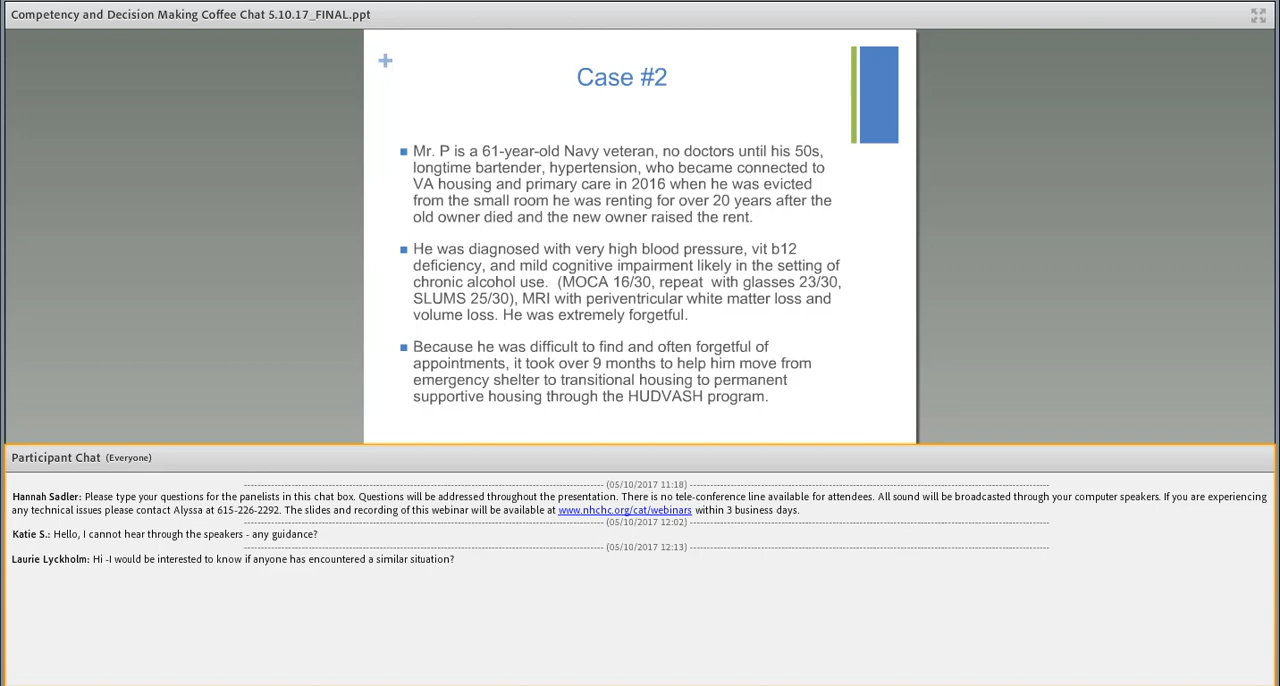 Competency and Decision Making Coffee Chat 5.10.17_FINAL.ppt
+
Case #2
Mr. P is a 61-year-old Navy veteran, no doctors until his 50s,
longtime bartender, hypertension, who became connected to
VA housing and primary care in 2016 when he was evicted
from the small room he was renting for over 20 years after the
old owner died and the new owner raised the rent.
He was diagnosed with very high blood pressure, vit b12
deficiency, and mild cognitive impairment likely in the setting of
chronic alcohol use. (MOCA 16/30, repeat with glasses 23/30,
SLUMS 25/30), MRI with periventricular white matter loss and
volume loss. He was extremely forgetful.
Because he was difficult to find and often forgetful of
appointments, it took over 9 months to help him move from
emergency shelter to transitional housing to permanent
supportive housing through the HUDVASH program.
Participant Chat (Everyone)
(05/10/2017 11:18)
Hannah Sadler: Please type your questions for the panelists in this chat box. Questions will be addressed throughout the presentation. There is no tele-conference line available for attendees. All sound will be broadcasted through your computer speakers. If you are experiencing
any technical issues please contact Alyssa at 615-226-2292. The slides and recording of this webinar will be available at www.nhchc.org/cat/webinars within 3 business days.
(05/10/2017 12:02)
Katie S.: Hello, I cannot hear through the speakers - any guidance?
(05/10/2017 12:13)
Laurie Lyckholm: Hi -I would be interested to know if anyone has encountered a similar situation?